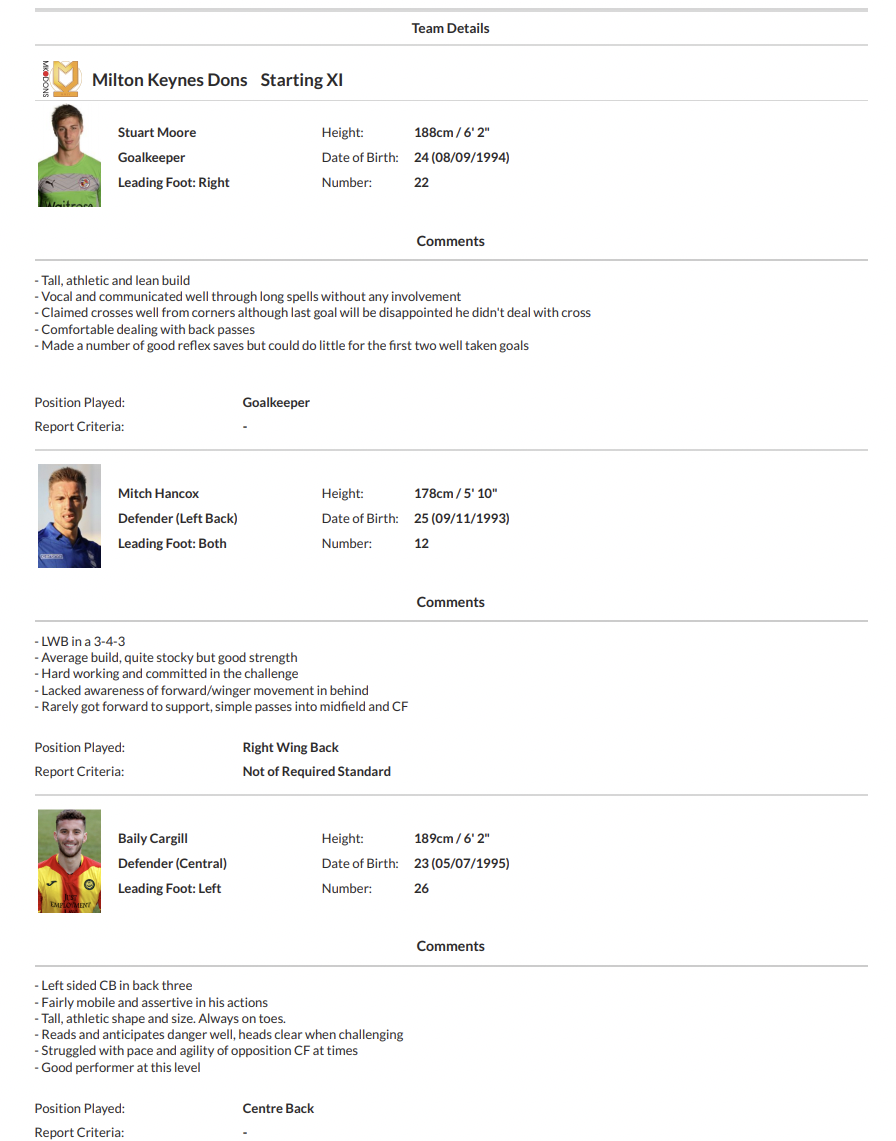 Team Details
MK DONS
Milton Keynes Dons Starting XI
Stuart Moore Height: 188cm / 6' 2"
Goalkeeper Date of Birth: 24 (08/09/1994)
Leading Foot: Right Number: 22
Waitrose
Comments
- Tall, athletic and lean build
- Vocal and communicated well through long spells without any involvement
- Claimed crosses well from corners although last goal will be disappointed he didn't deal with cross
- Comfortable dealing with back passes
- Made a number of good reflex saves but could do little for the first two well taken goals
Position Played: Goalkeeper
Report Criteria: -
Mitch Hancox Height: 178cm / 5' 10"
Defender (Left Back) Date of Birth: 25 (09/11/1993)
Leading Foot: Both Number: 12
Comments
- LWB in a 3-4-3
- Average build, quite stocky but good strength
- Hard working and committed in the challenge
- Lacked awareness of forward/winger movement in behind
- Rarely got forward to support, simple passes into midfield and CF
Position Played: Right Wing Back
Report Criteria: Not of Required Standard
Baily Cargill Height: 189cm / 6' 2"
Defender (Central) Date of Birth: 23 (05/07/1995)
Leading Foot: Left Number: 26
EMPLOYMENT
Comments
- Left sided CB in back three
- Fairly mobile and assertive in his actions
- Tall, athletic shape and size. Always on toes.
- Reads and anticipates danger well, heads clear when challenging
- Struggled with pace and agility of opposition CF at times
- Good performer at this level
Position Played: Centre Back
Report Criteria: -